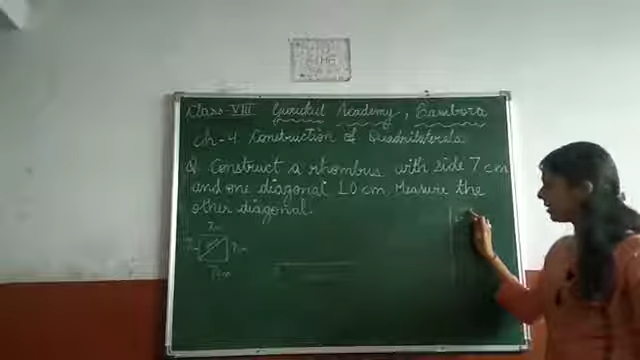 Class-VIII Gurukul Academy, Bambora
Ch-4 Construction of Quadrilaterals
Q Construct a rhombus with side 7 cm
and one diagonal 10 cm. Measure the
other diagonal.
7cm
7cm
7cm